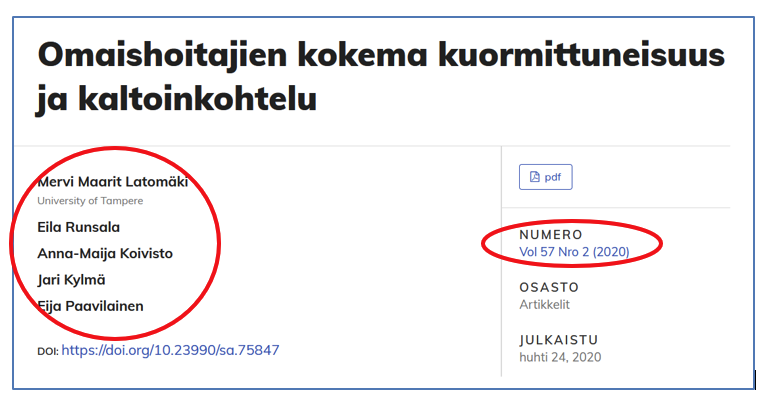 Omaishoitajien kokema kuormittuneisuus
ja kaltoinkohtelu
Mervi Maarit Latomäki
University of Tampere
Eila Runsala
Anna-Maija Koivisto
Jari Kylmä
Eija Paavilainen
DOI: https://doi.org/10.23990/sa.75847
pdf
NUMERO
Vol 57 Nro 2 (2020)
OSASTO
Artikkelit
JULKAISTU
huhti 24, 2020